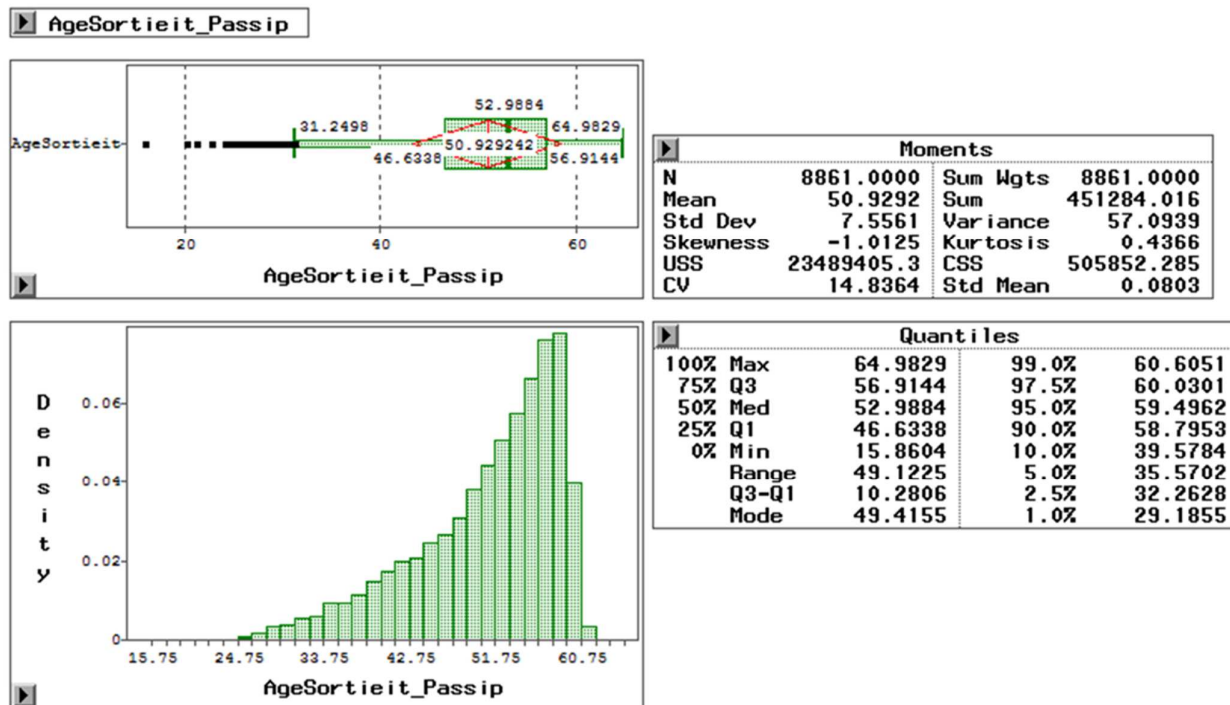 AgeSortieit_Passip
52.9884
31.2498 64.9829
AgeSortieit 50.929242
46.6338 56.9144
20 40 60
AgeSortieit_Passip
Moments
N 8861.0000 Sum Wgts 8861.0000
Mean 50.9292 Sum 451284.016
Std Dev 7.5561 Variance 57.0939
Skewness -1.0125 Kurtosis 0.4366
USS 23489405.3 CSS 505852.285
CV 14.8364 Std Mean 0.0803
Density
0.06
0.04
0.02
0
15.75 24.75 33.75 42.75 51.75 60.75
AgeSortieit_Passip
Quantiles
100% Max 64.9829 99.0% 60.6051
75% Q3 56.9144 97.5% 60.0301
50% Med 52.9884 95.0% 59.4962
25% Q1 46.6338 90.0% 58.7953
0% Min 15.8604 10.0% 39.5784
Range 49.1225 5.0% 35.5702
Q3-Q1 10.2806 2.5% 32.2628
Mode 49.4155 1.0% 29.1855